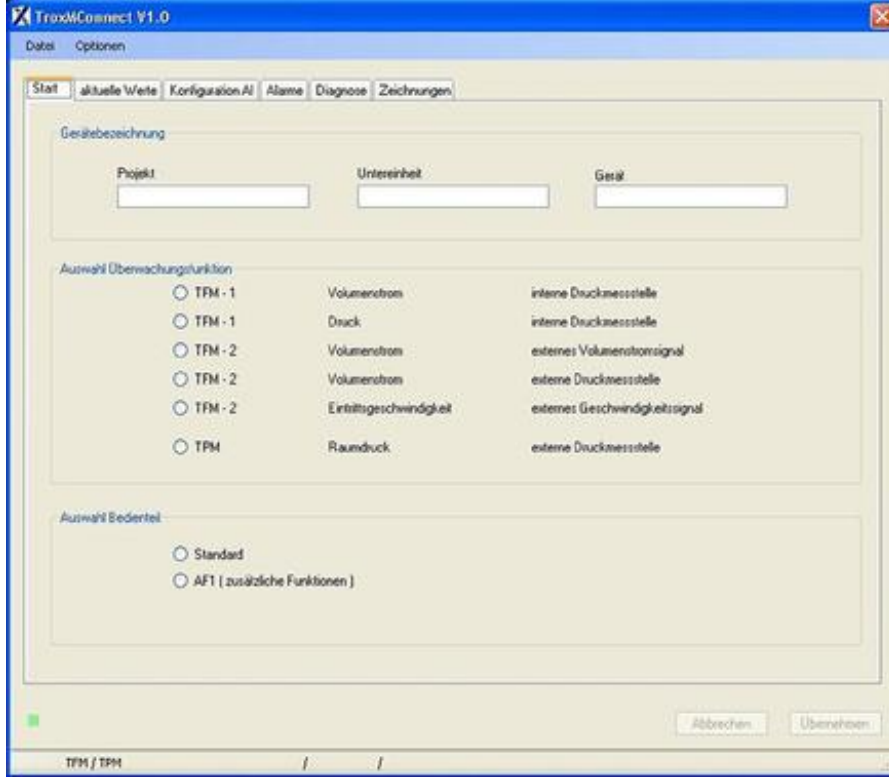 TroxMConnect V1.0
Datei Optionen
Start aktuelle Werte Konfiguration AI Alarme Diagnose Zeichnungen
Gerätebezeichnung
Projekt Untereinheit Gerät
Auswahl Überwachungsfunktion
TFM - 1 Volumenstrom interne Druckmessstelle
TFM - 1 Druck interne Druckmessstelle
TFM - 2 Volumenstrom externes Volumenstromsignal
TFM - 2 Volumenstrom externe Druckmessstelle
TFM - 2 Eintrittsgeschwindigkeit externes Geschwindigkeitssignal
TPM Raumdruck externe Druckmessstelle
Auswahl Bedienteil
Standard
AF1 ( zusätzliche Funktionen )
Abbrechen Übernehmen
TFM / TPM / /